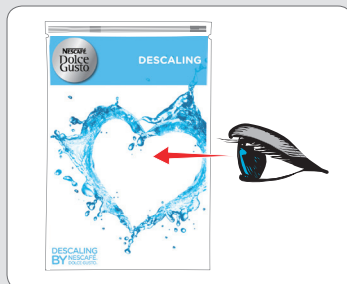 NESCAFÉ
Dolce
Gusto
DESCALING
DESCALING
BY NESCAFÉ
DOLCE GUSTO